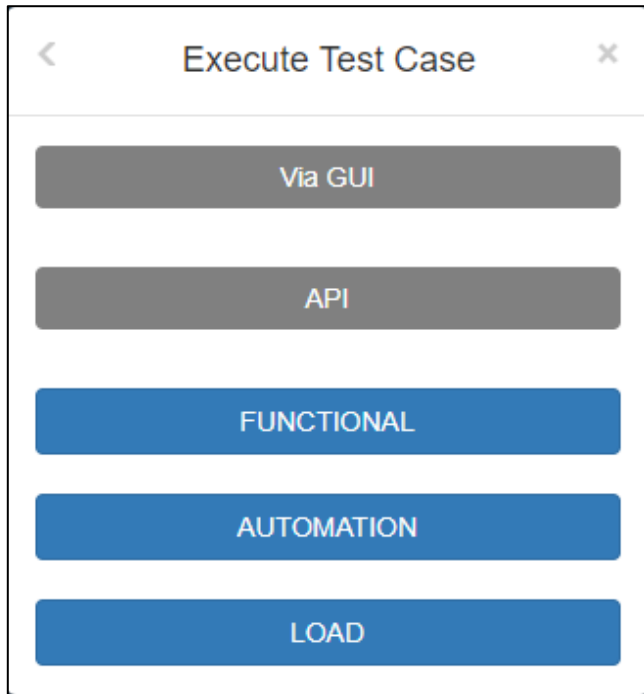 Execute Test Case
Via GUI
API
FUNCTIONAL
AUTOMATION
LOAD